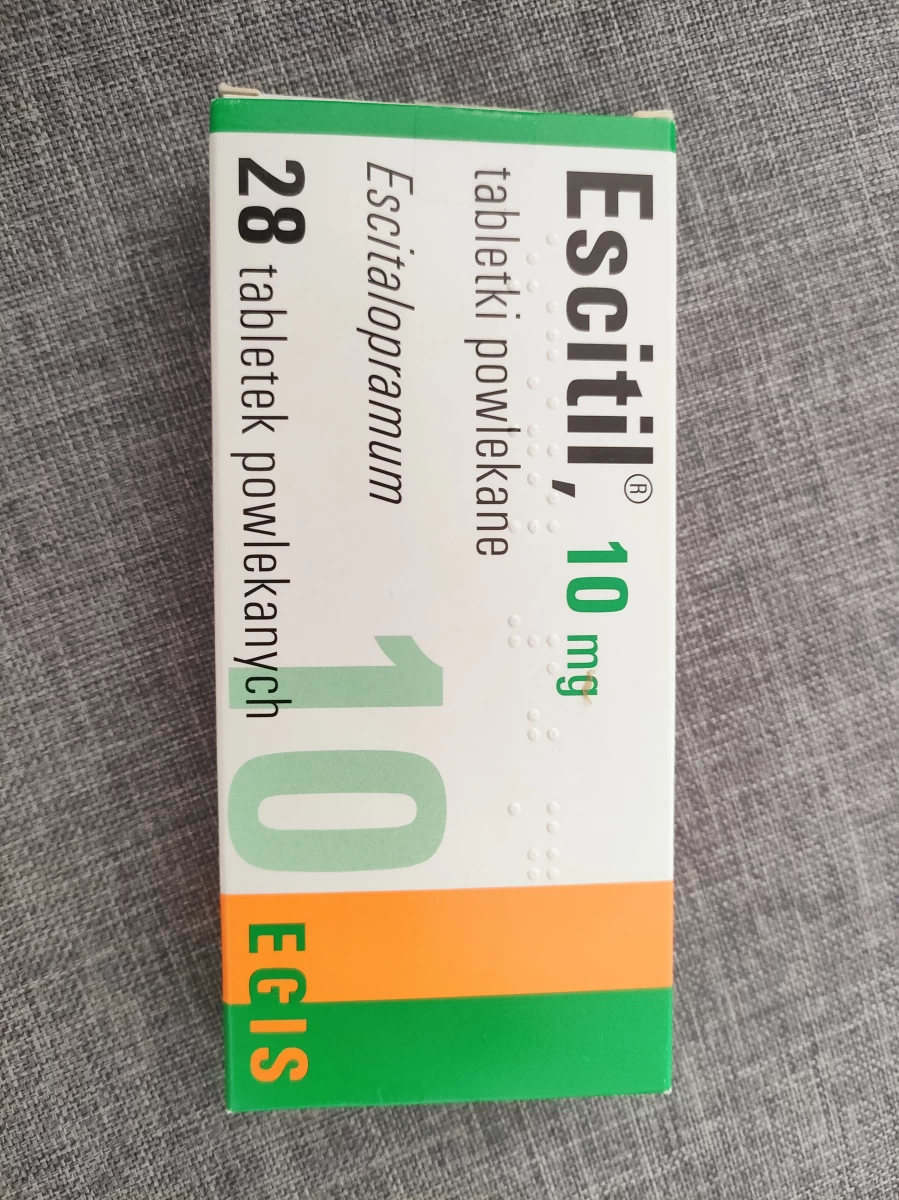 Escitil®, 10 mg
tabletki powlekane
Escitalopramum
10
28 tabletek powlekanych
EGIS